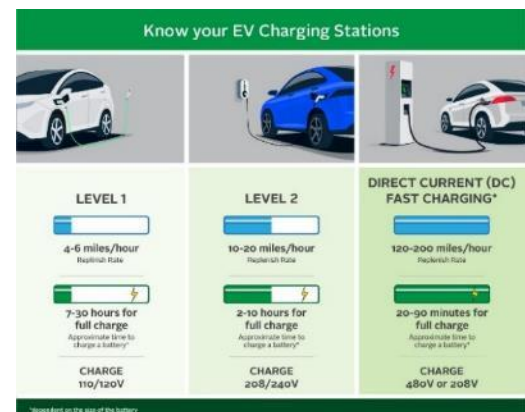 Know your EV Charging Stations
LEVEL 1
4-6 miles/hour
Replinish Rate
7-30 hours for
full charge
Approximate time to
charge a battery*
CHARGE
110/120V
LEVEL 2
10-20 miles/hour
Replenish Rate
2-10 hours for
full charge
Approximate time to
charge a battery*
CHARGE
208/240V
DIRECT CURRENT (DC)
FAST CHARGING*
120-200 miles/hour
Replenish Rate
20-90 minutes for
full charge
Approximate time to
charge a battery*
CHARGE
480V or 208V
*dependent on the size of the battery